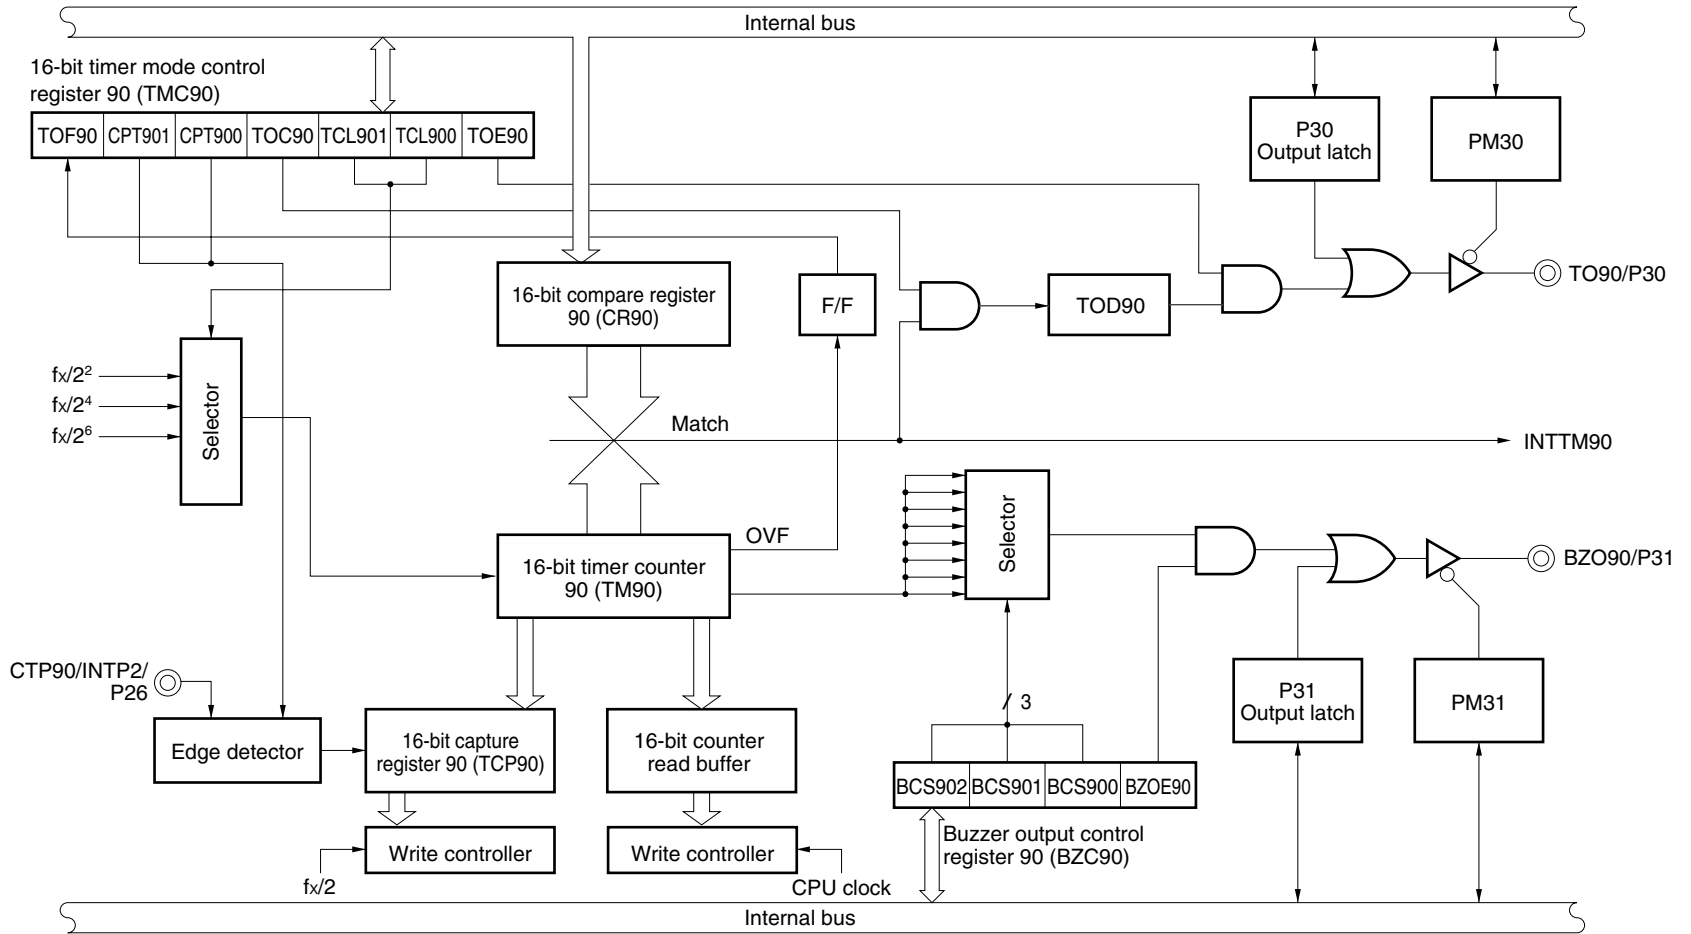 Internal bus
16-bit timer mode control
register 90 (TMC90)
TOF90 CPT901 CPT900 TOC90 TCL901 TCL900 TOE90
P30
Output latch
PM30
16-bit compare register
90 (CR90)
F/F
TOD90
TO90/P30
fx/2²
fx/2⁴
fx/2⁶
Selector
Match
INTTM90
OVF
16-bit timer counter
90 (TM90)
Selector
BZO90/P31
CTP90/INTP2/
P26
Edge detector
16-bit capture
register 90 (TCP90)
16-bit counter
read buffer
3
P31
Output latch
PM31
BCS902 BCS901 BCS900 BZOE90
Write controller
Write controller
Buzzer output control
register 90 (BZC90)
fx/2
CPU clock
Internal bus